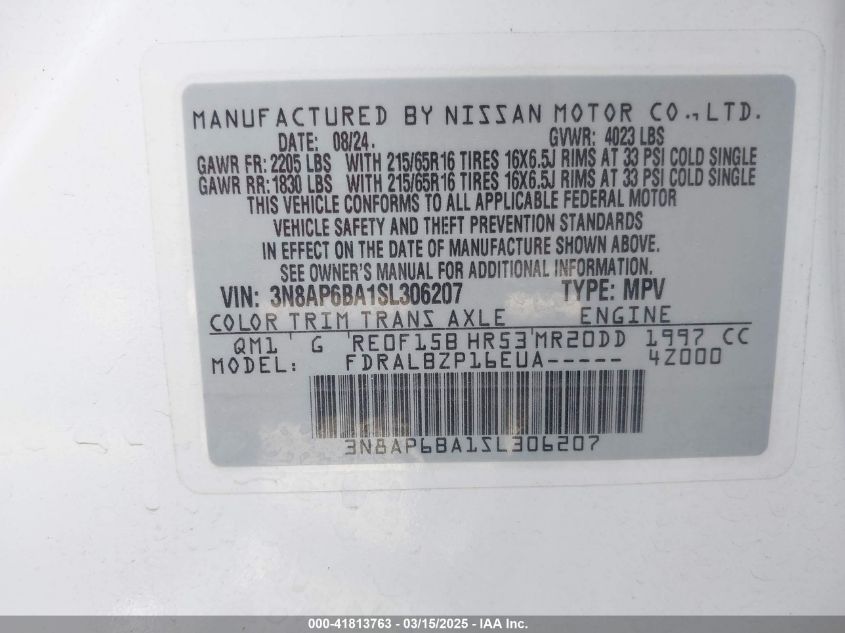 MANUFACTURED BY NISSAN MOTOR CO., LTD.
DATE: 08/24. GVWR: 4023 LBS
GAWR FR: 2205 LBS WITH 215/65R16 TIRES 16X6.5J RIMS AT 33 PSI COLD SINGLE
GAWR RR: 1830 LBS WITH 215/65R16 TIRES 16X6.5J RIMS AT 33 PSI COLD SINGLE
THIS VEHICLE CONFORMS TO ALL APPLICABLE FEDERAL MOTOR
VEHICLE SAFETY AND THEFT PREVENTION STANDARDS
IN EFFECT ON THE DATE OF MANUFACTURE SHOWN ABOVE.
SEE OWNER'S MANUAL FOR ADDITIONAL INFORMATION.
VIN: 3N8AP6BA1SL306207 TYPE: MPV
COLOR TRIM TRANS AXLE ENGINE
QM1 ' G ' RE0F15B HR53'MR20DD 1997 CC
MODEL: FDRALBZP16EUA----- 4Z000
3N8AP6BA1SL306207
000-41813763 - 03/15/2025 - IAA Inc.